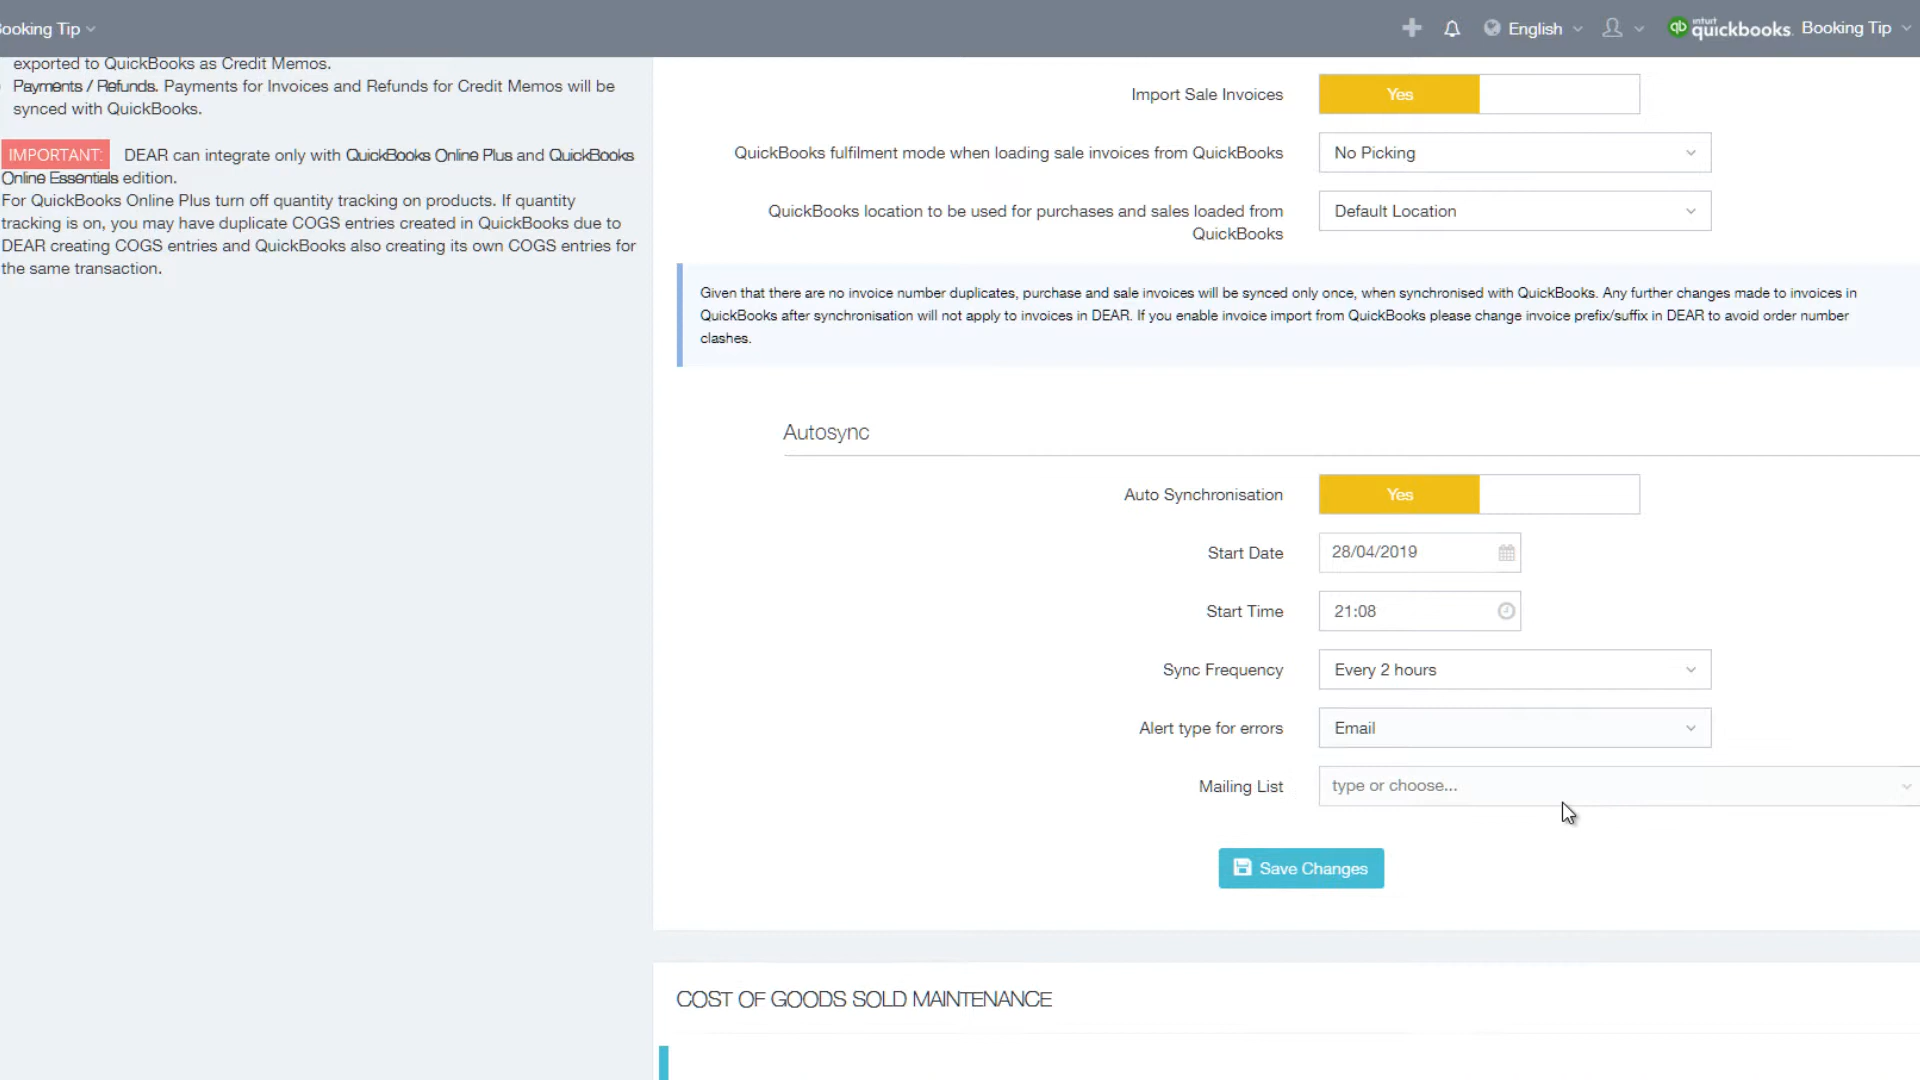 ooking Tip
English
intuit
quickbooks.
Booking Tip
exported to QuickBooks as Credit Memos.
Payments / Refunds. Payments for Invoices and Refunds for Credit Memos will be
synced with QuickBooks.
IMPORTANT: DEAR can integrate only with QuickBooks Online Plus and QuickBooks
Online Essentials edition.
For QuickBooks Online Plus turn off quantity tracking on products. If quantity
tracking is on, you may have duplicate COGS entries created in QuickBooks due to
DEAR creating COGS entries and QuickBooks also creating its own COGS entries for
the same transaction.
Import Sale Invoices
Yes
QuickBooks fulfilment mode when loading sale invoices from QuickBooks
No Picking
QuickBooks location to be used for purchases and sales loaded from
QuickBooks
Default Location
Given that there are no invoice number duplicates, purchase and sale invoices will be synced only once, when synchronised with QuickBooks. Any further changes made to invoices in
QuickBooks after synchronisation will not apply to invoices in DEAR. If you enable invoice import from QuickBooks please change invoice prefix/suffix in DEAR to avoid order number
clashes.
Autosync
Auto Synchronisation
Yes
Start Date
28/04/2019
Start Time
21:08
Sync Frequency
Every 2 hours
Alert type for errors
Email
Mailing List
type or choose...
Save Changes
COST OF GOODS SOLD MAINTENANCE